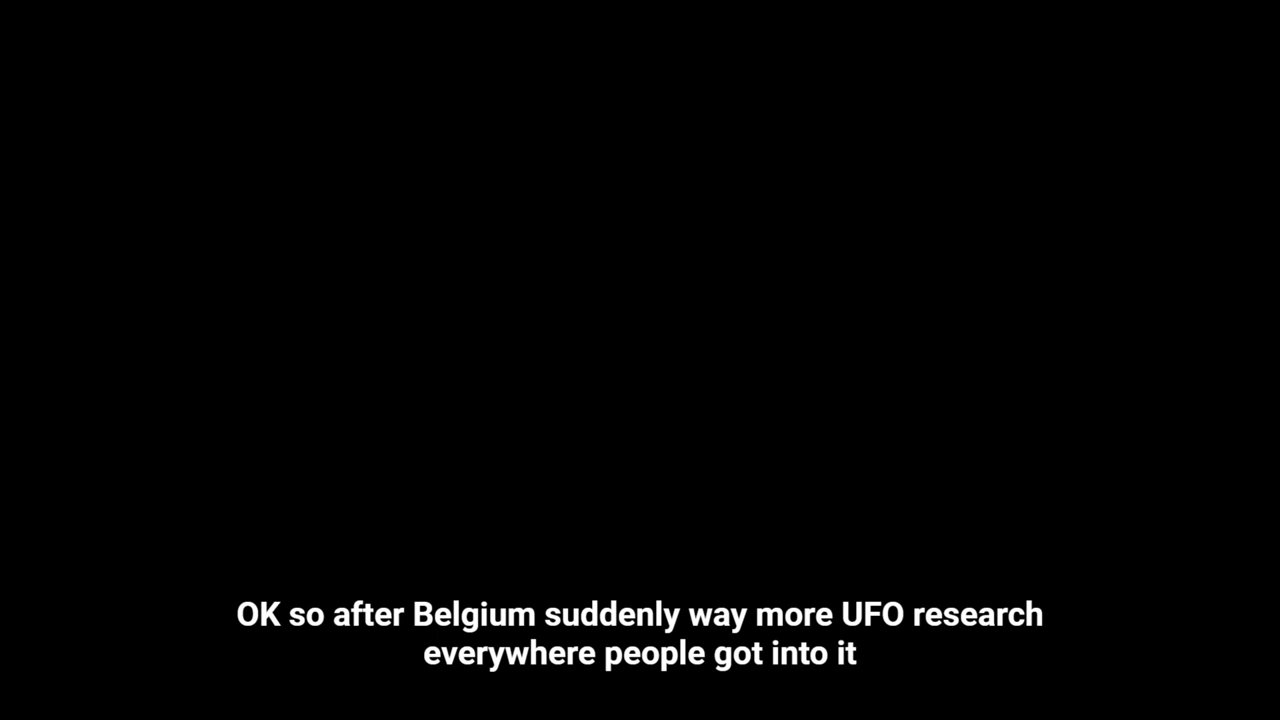 OK so after Belgium suddenly way more UFO research
everywhere people got into it